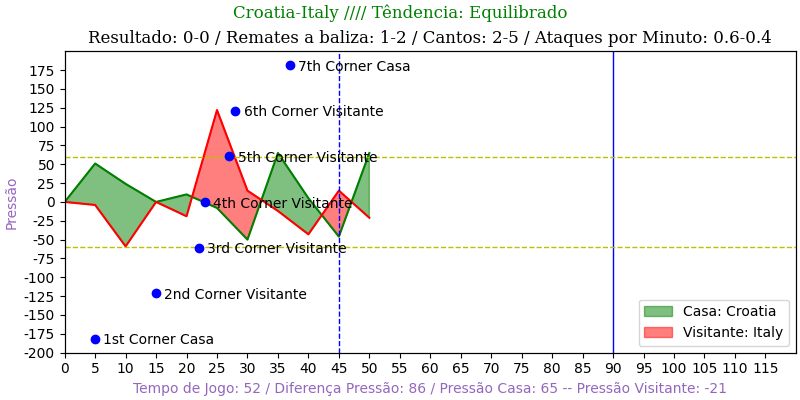 Croatia-Italy //// Têndencia: Equilibrado
Resultado: 0-0 / Remates a baliza: 1-2 / Cantos: 2-5 / Ataques por Minuto: 0.6-0.4
Pressão
175
150
125
100
75
50
25
0
-25
-50
-75
-100
-125
-150
-175
-200
7th Corner Casa
6th Corner Visitante
5th Corner Visitante
4th Corner Visitante
3rd Corner Visitante
2nd Corner Visitante
1st Corner Casa
Casa: Croatia
Visitante: Italy
0 5 10 15 20 25 30 35 40 45 50 55 60 65 70 75 80 85 90 95 100 105 110 115
Tempo de Jogo: 52 / Diferença Pressão: 86 / Pressão Casa: 65 -- Pressão Visitante: -21